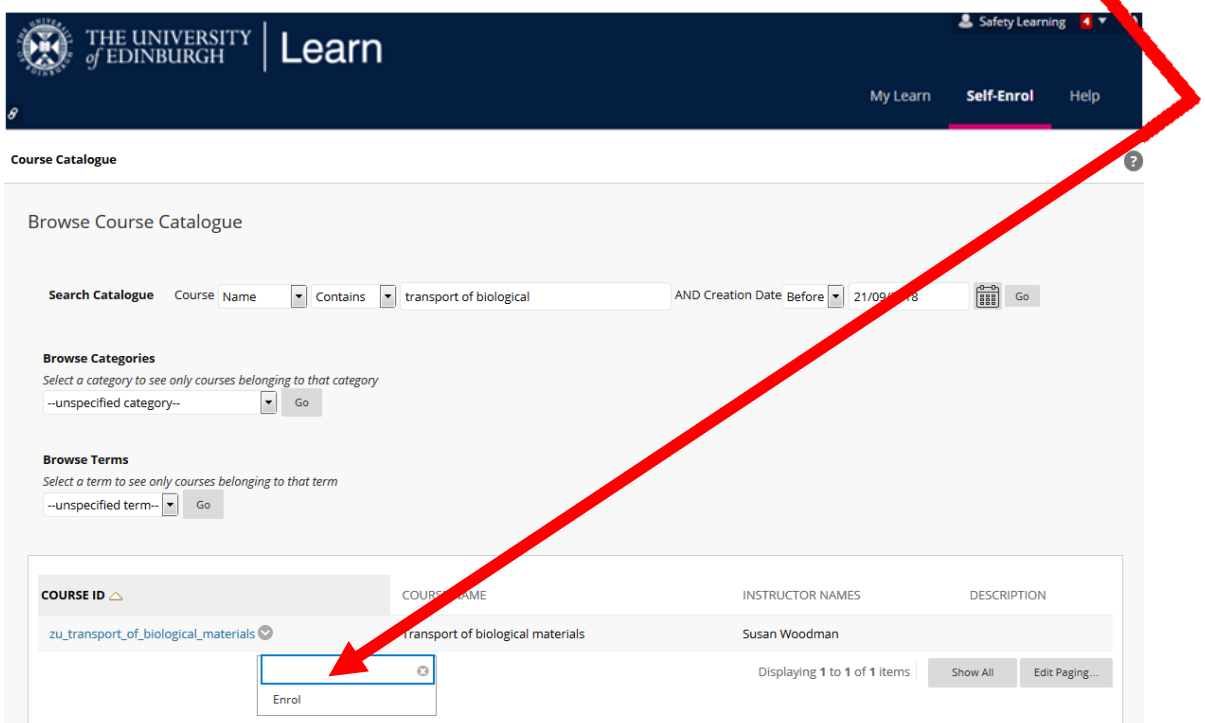 Safety Learning 4
THE UNIVERSITY
of EDINBURGH
Learn
My Learn Self-Enrol Help
Course Catalogue ?
Browse Course Catalogue
Search Catalogue Course Name Contains transport of biological AND Creation Date Before Go
Browse Categories
Select a category to see only courses belonging to that category
--unspecified category-- Go
Browse Terms
Select a term to see only courses belonging to that term
--unspecified term-- Go
COURSE ID COURSE NAME INSTRUCTOR NAMES DESCRIPTION
zu_transport_of_biological_materials Transport of biological materials Susan Woodman
Displaying 1 to 1 of 1 items Show All Edit Paging...
Enrol